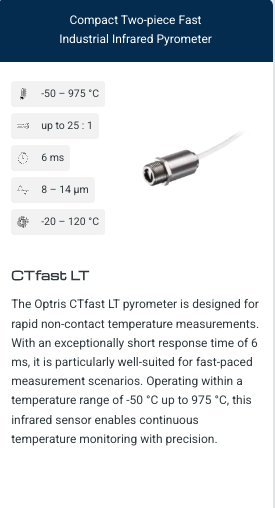 Compact Two-piece Fast
Industrial Infrared Pyrometer
-50 – 975 °C
up to 25 : 1
6 ms
8 – 14 µm
-20 – 120 °C
CTfast LT
The Optris CTfast LT pyrometer is designed for
rapid non-contact temperature measurements.
With an exceptionally short response time of 6
ms, it is particularly well-suited for fast-paced
measurement scenarios. Operating within a
temperature range of -50 °C up to 975 °C, this
infrared sensor enables continuous
temperature monitoring with precision.